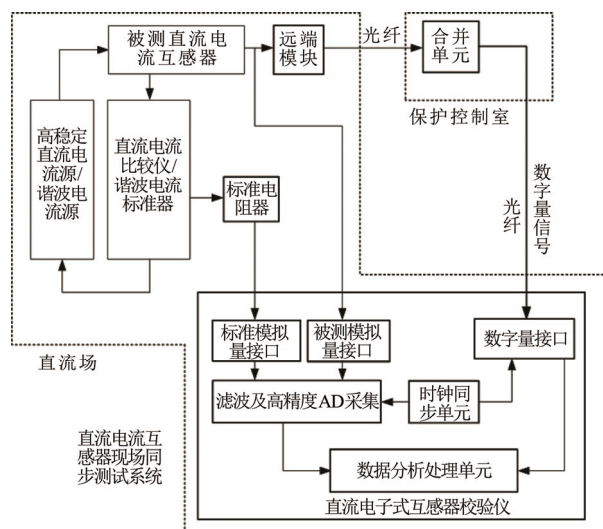 被测直流电
流互感器
远端
模块
光纤
合并
单元
保护控制室
高稳定
直流电
流源/
谐波电
流源
直流电流
比较仪/
谐波电流
标准器
标准电
阻器
光纤
数字量信号
标准模拟
量接口
被测模拟
量接口
数字量接口
直流场
滤波及高精度AD采集
时钟同
步单元
直流电流互
感器现场同
步测试系统
数据分析处理单元
直流电子式互感器校验仪